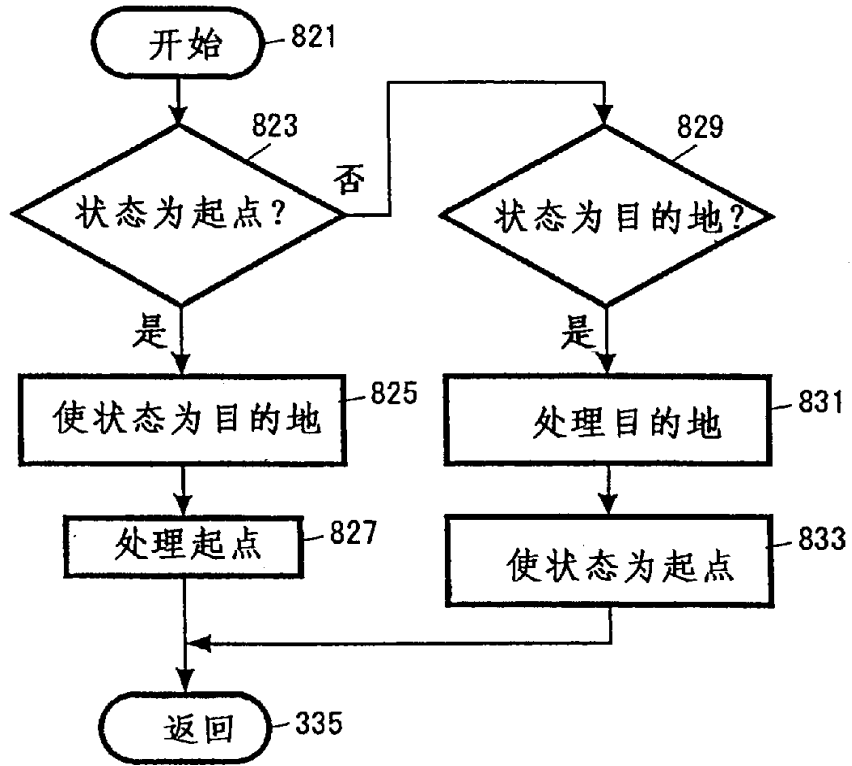 开始
821
823
状态为起点?
否
829
状态为目的地?
是
是
使状态为目的地
825
处理目的地
831
处理起点
827
使状态为起点
833
返回
335